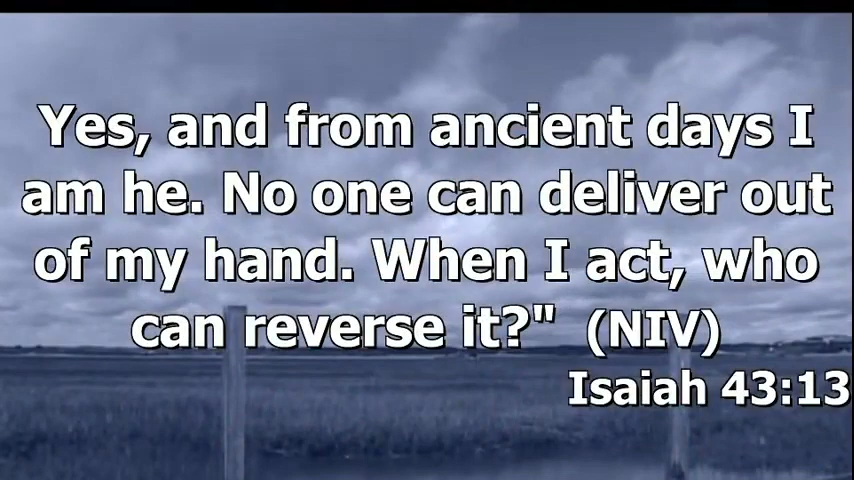 Yes, and from ancient days I
am he. No one can deliver out
of my hand. When I act, who
can reverse it?" (NIV)
Isaiah 43:13